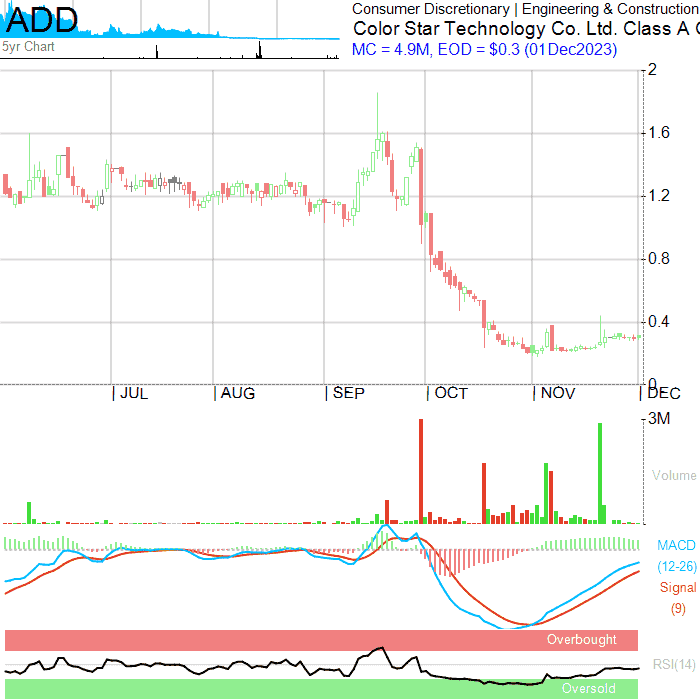 ADD
5yr Chart
Consumer Discretionary | Engineering & Construction
Color Star Technology Co. Ltd. Class A
MC = 4.9M, EOD = $0.3 (01Dec2023)
2
1.6
1.2
0.8
0.4
0
JUL AUG SEP OCT NOV DEC
3M
Volume
MACD
(12-26)
Signal
(9)
Overbought
RSI(14)
Oversold